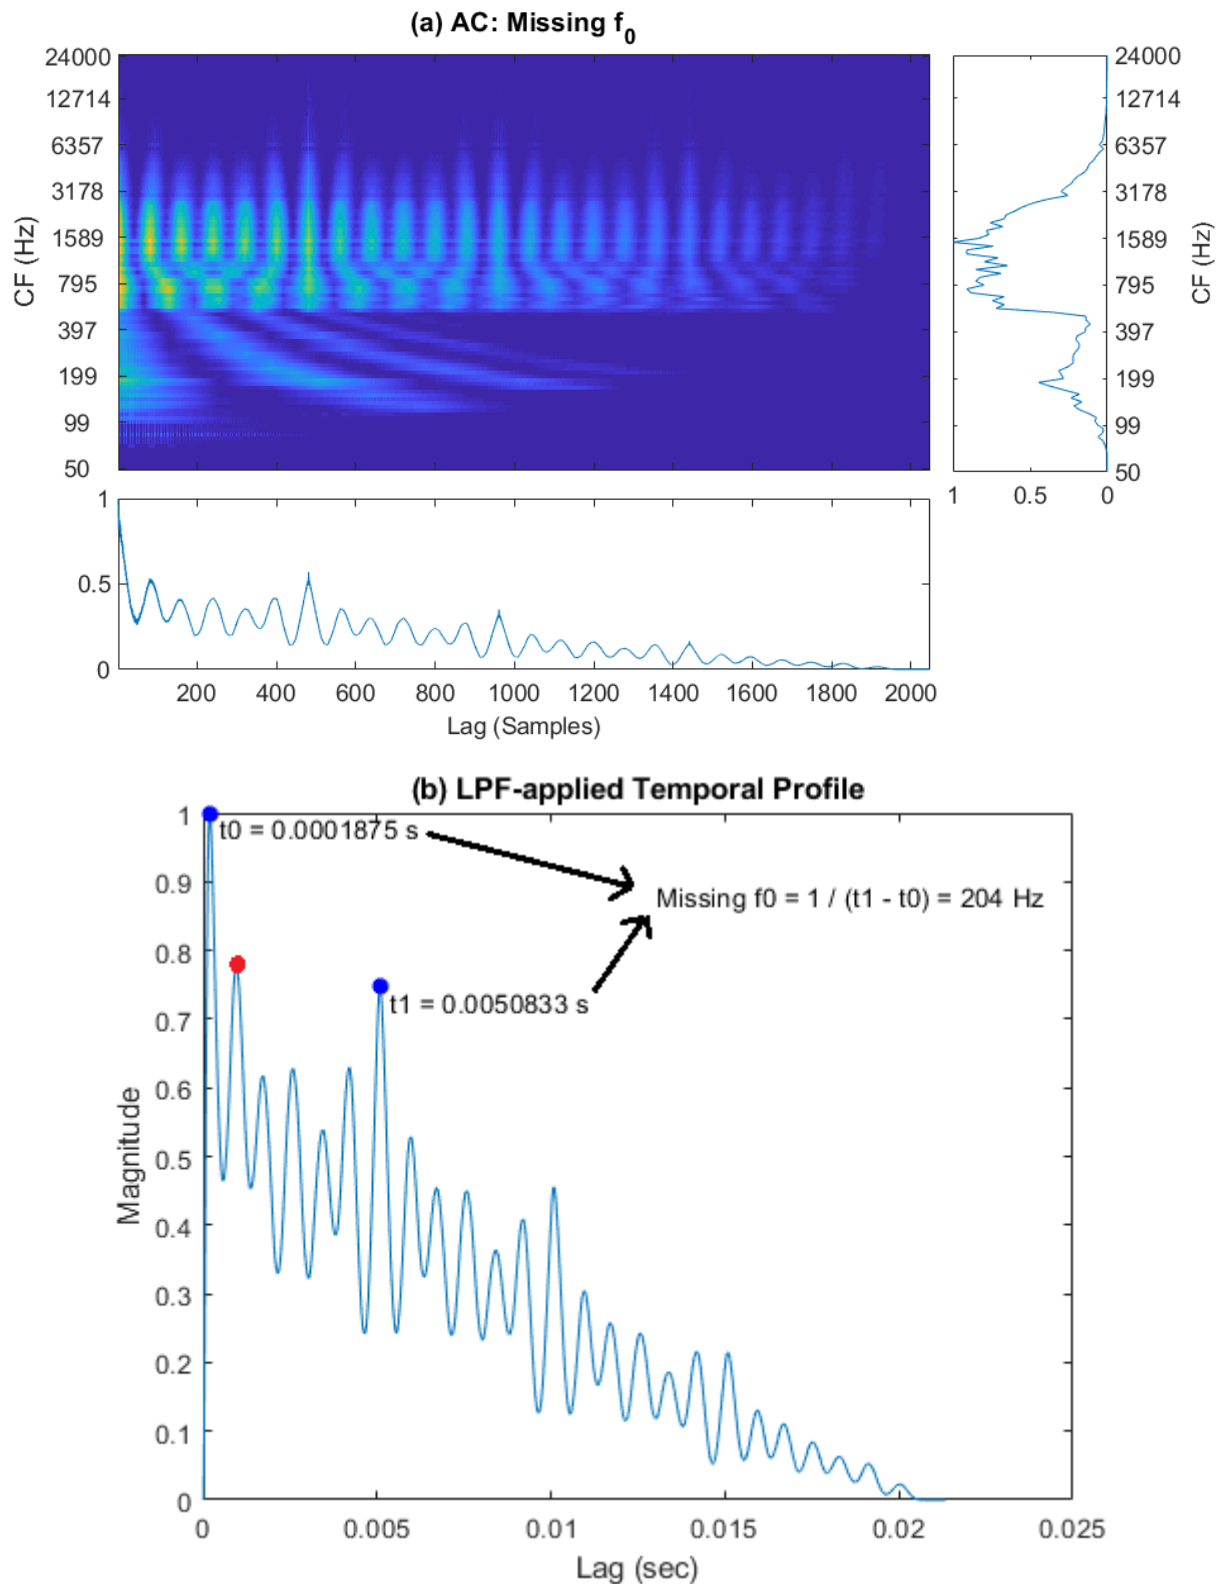 (a) AC: Missing f0
24000
12714
6357
3178
1589
795
397
199
99
50
CF (Hz)
24000
12714
6357
3178
1589
795
397
199
99
50
CF (Hz)
1 0.5 0
1
0.5
0
200 400 600 800 1000 1200 1400 1600 1800 2000
Lag (Samples)
(b) LPF-applied Temporal Profile
1
0.9
0.8
0.7
0.6
0.5
0.4
0.3
0.2
0.1
0
Magnitude
t0 = 0.0001875 s
Missing f0 = 1 / (t1 - t0) = 204 Hz
t1 = 0.0050833 s
0 0.005 0.01 0.015 0.02 0.025
Lag (sec)